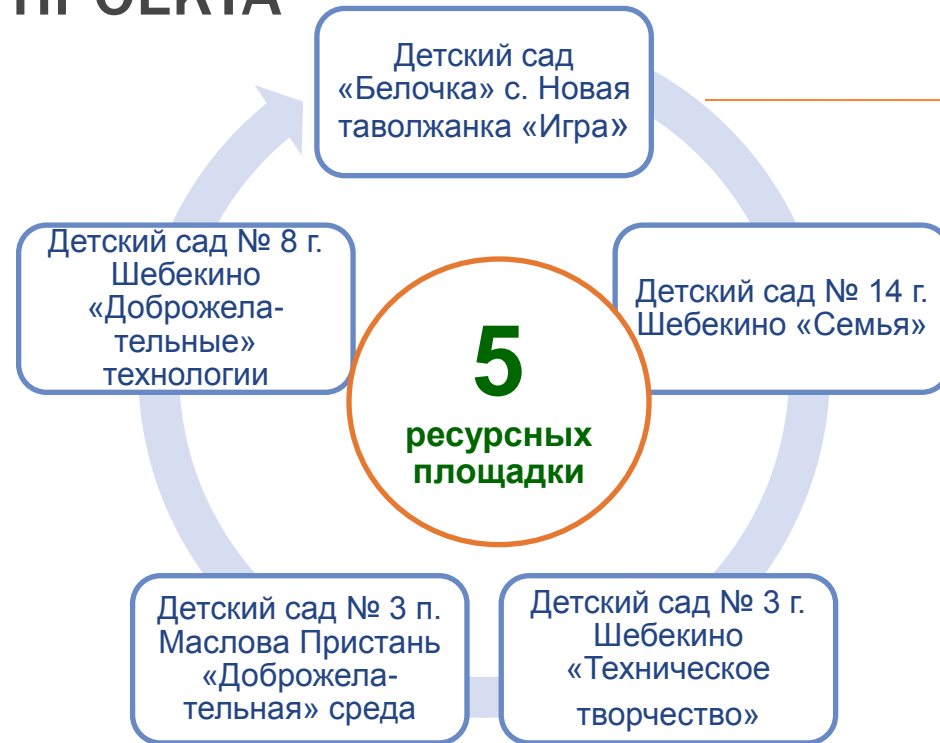 ПРОЕКТА
Детский сад
«Белочка» с. Новая
таволжанка «Игра»
Детский сад № 14 г.
Шебекино «Семья»
Детский сад № 3 г.
Шебекино
«Техническое
творчество»
Детский сад № 3 п.
Маслова Пристань
«Доброжела-
тельная» среда
Детский сад № 8 г.
Шебекино
«Доброжела-
тельные»
технологии
5
ресурсных
площадки